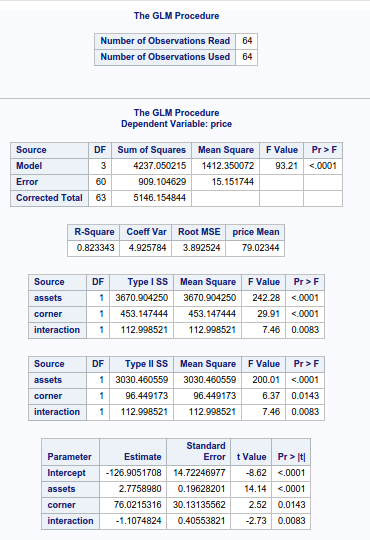 The GLM Procedure
Number of Observations Read 64
Number of Observations Used 64
The GLM Procedure
Dependent Variable: price
Source DF Sum of Squares Mean Square F Value Pr > F
Model 3 4237.050215 1412.350072 93.21 <.0001
Error 60 909.104629 15.151744
Corrected Total 63 5146.154844
R-Square Coeff Var Root MSE price Mean
0.823343 4.925784 3.892524 79.02344
Source DF Type I SS Mean Square F Value Pr > F
assets 1 3670.904250 3670.904250 242.28 <.0001
corner 1 453.147444 453.147444 29.91 <.0001
interaction 1 112.998521 112.998521 7.46 0.0083
Source DF Type II SS Mean Square F Value Pr > F
assets 1 3030.460559 3030.460559 200.01 <.0001
corner 1 96.449173 96.449173 6.37 0.0143
interaction 1 112.998521 112.998521 7.46 0.0083
Parameter Estimate Standard Error t Value Pr > |t|
Intercept -126.9051708 14.72246977 -8.62 <.0001
assets 2.7758980 0.19628201 14.14 <.0001
corner 76.0215316 30.13135562 2.52 0.0143
interaction -1.1074824 0.40553821 -2.73 0.0083